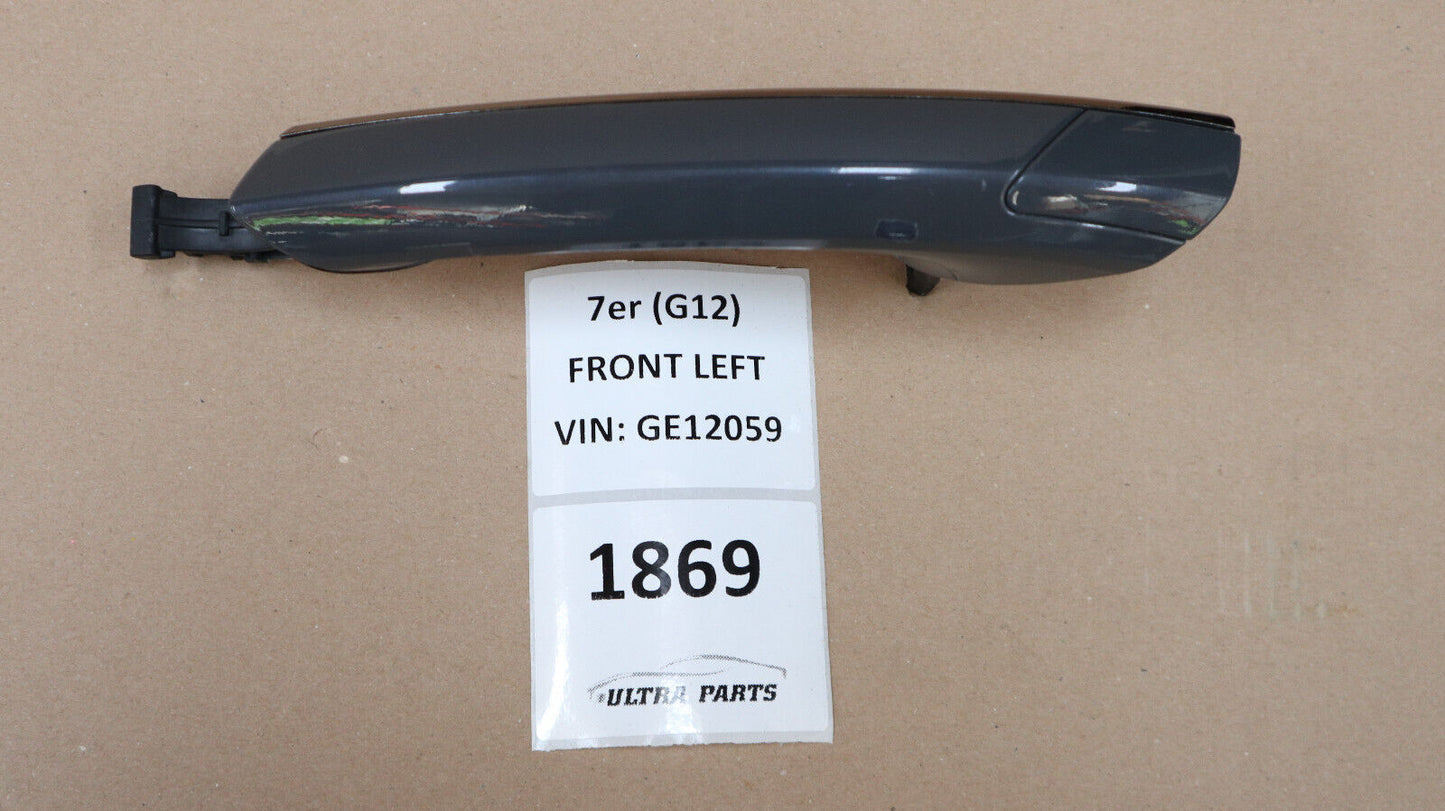 7er (G12)
FRONT LEFT
VIN: GE12059
1869
ULTRA PARTS